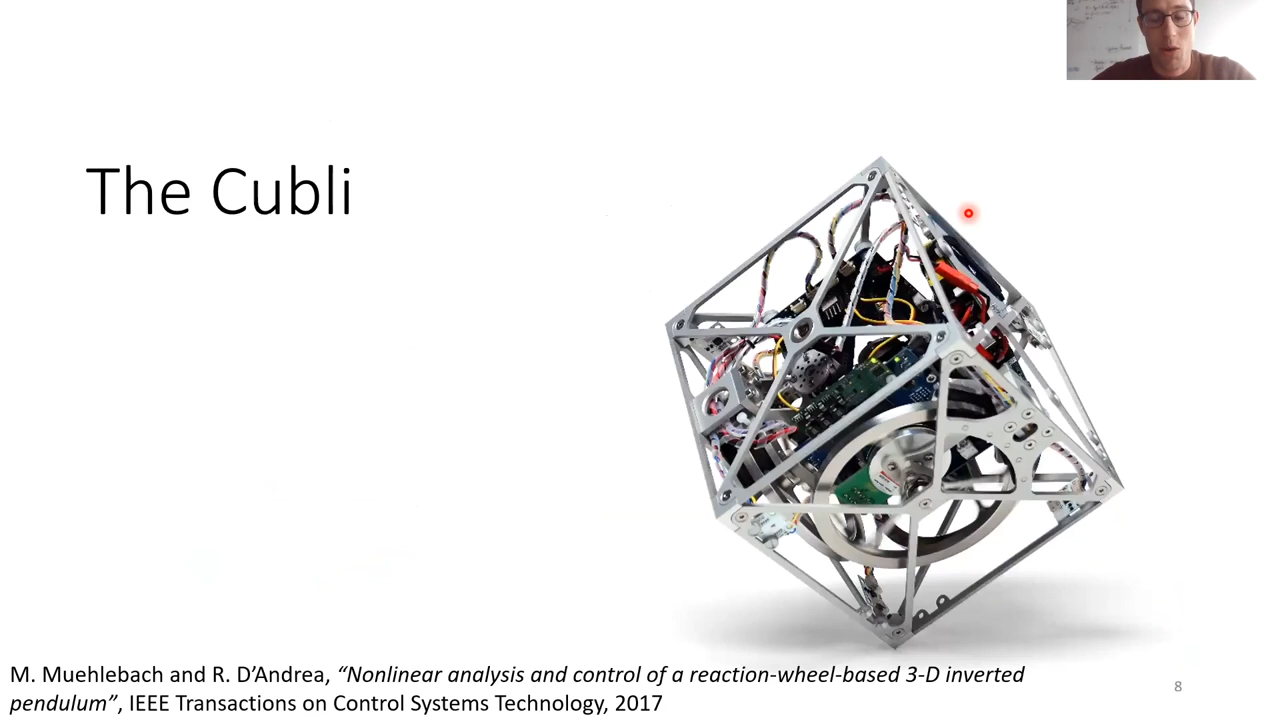 The Cubli
M. Muehlebach and R. D’Andrea, “Nonlinear analysis and control of a reaction-wheel-based 3-D inverted
pendulum”, IEEE Transactions on Control Systems Technology, 2017
8